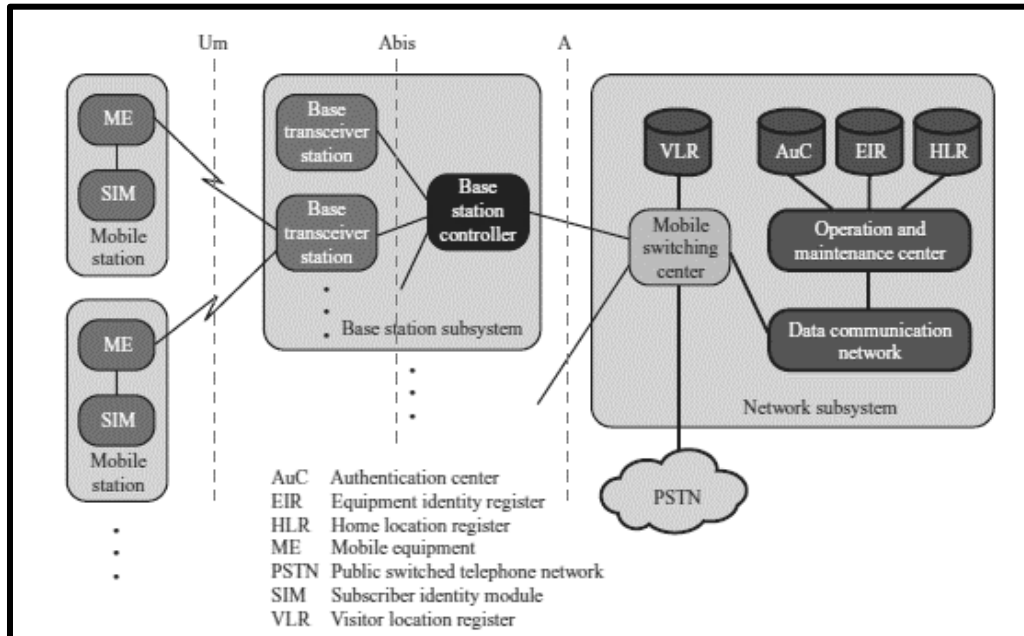 Um
Abis
A
ME
SIM
Mobile
station
ME
SIM
Mobile
station
Base
transceiver
station
Base
transceiver
station
Base
station
controller
Base station subsystem
VLR
AuC
EIR
HLR
Mobile
switching
center
Operation and
maintenance center
Data communication
network
Network subsystem
PSTN
AuC Authentication center
EIR Equipment identity register
HLR Home location register
ME Mobile equipment
PSTN Public switched telephone network
SIM Subscriber identity module
VLR Visitor location register